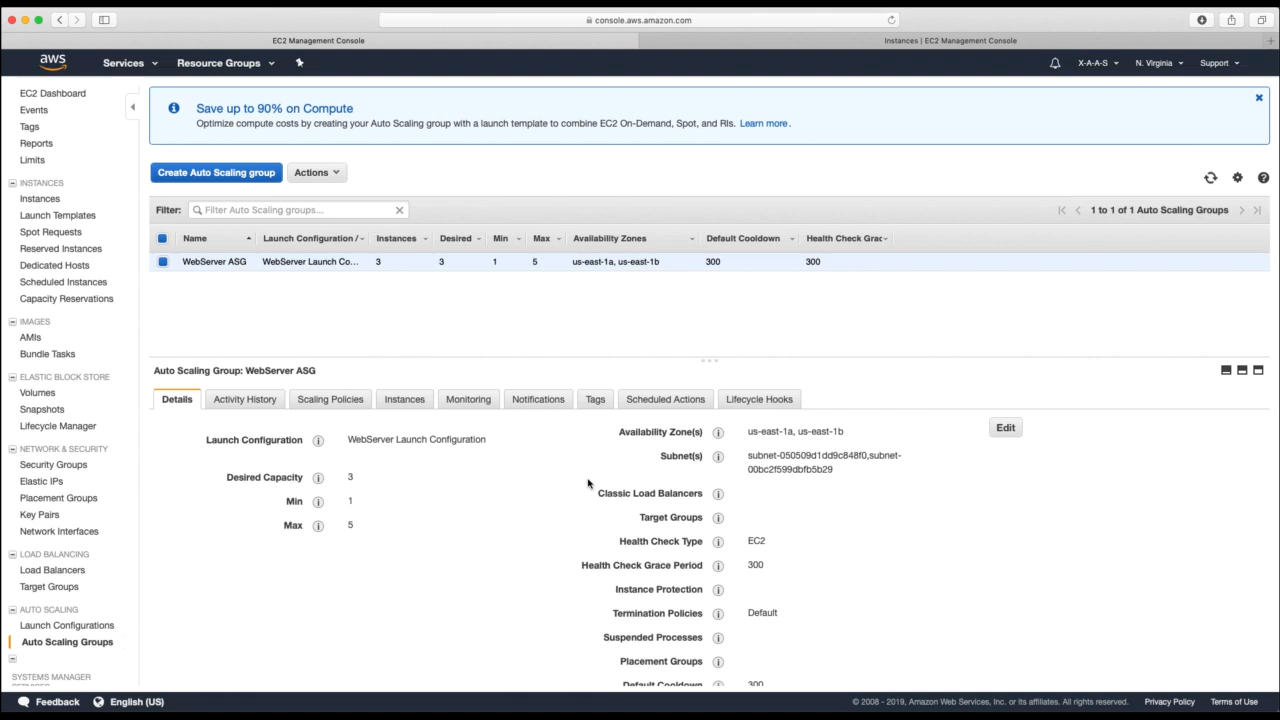 console.aws.amazon.com
EC2 Management Console
Instances | EC2 Management Console
aws Services Resource Groups X-A-A-S N. Virginia Support
EC2 Dashboard
Events
Tags
Reports
Limits
INSTANCES
Instances
Launch Templates
Spot Requests
Reserved Instances
Dedicated Hosts
Scheduled Instances
Capacity Reservations
IMAGES
AMIs
Bundle Tasks
ELASTIC BLOCK STORE
Volumes
Snapshots
Lifecycle Manager
NETWORK & SECURITY
Security Groups
Elastic IPs
Placement Groups
Key Pairs
Network Interfaces
LOAD BALANCING
Load Balancers
Target Groups
AUTO SCALING
Launch Configurations
Auto Scaling Groups
SYSTEMS MANAGER
Save up to 90% on Compute
Optimize compute costs by creating your Auto Scaling group with a launch template to combine EC2 On-Demand, Spot, and RIs. Learn more.
Create Auto Scaling group Actions
Filter: Filter Auto Scaling groups... 1 to 1 of 1 Auto Scaling Groups
Name Launch Configuration / Instances Desired Min Max Availability Zones Default Cooldown Health Check Grac
WebServer ASG WebServer Launch Co... 3 3 1 5 us-east-1a, us-east-1b 300 300
Auto Scaling Group: WebServer ASG
Details Activity History Scaling Policies Instances Monitoring Notifications Tags Scheduled Actions Lifecycle Hooks
Launch Configuration WebServer Launch Configuration
Desired Capacity 3
Min 1
Max 5
Availability Zone(s) us-east-1a, us-east-1b
Edit
Subnet(s) subnet-050509d1dd9c848f0,subnet-
00bc2f599dbfb5b29
Classic Load Balancers
Target Groups
Health Check Type EC2
Health Check Grace Period 300
Instance Protection
Termination Policies Default
Suspended Processes
Placement Groups
Default Cooldown 300
Feedback English (US) © 2008 - 2019, Amazon Web Services, Inc. or its affiliates. All rights reserved. Privacy Policy Terms of Use